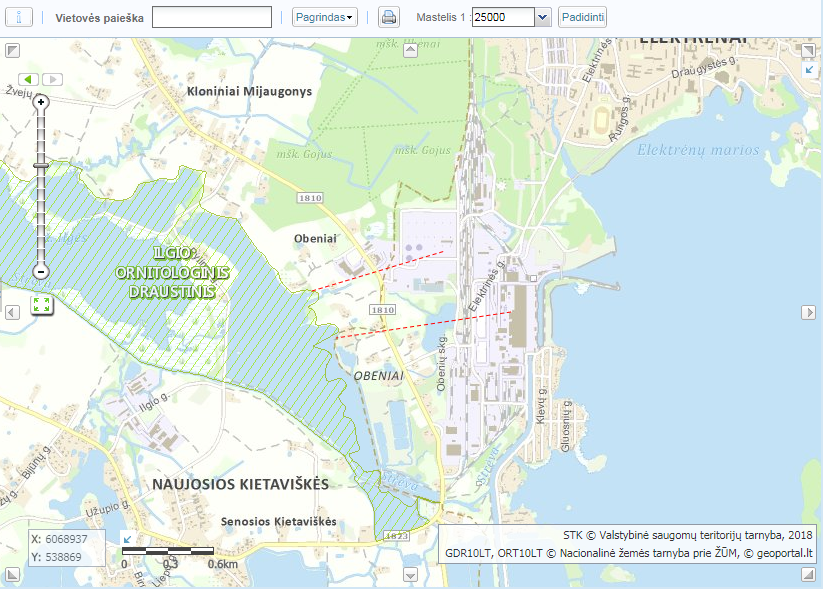 Vietovės paieška
Pagrindas
Mastelis 1 : 25000
Padidinti
ELEKTRĖNAI
mšk. Obeniai
Elektrinės
Draugystės g.
Žvejų
Kloniniai Mijaugonys
Rungos g.
mšk. Gojus
mšk. Gojus
Elektrėnų marios
1810
Obeniai
ILGIO
ORNITOLOGINIS
DRAUSTINIS
Elektrinės g.
1810
OBENIAI
Obenių skg.
Ilgio g.
Klevų g.
Gluosnių g.
Bijūnų g.
Strėva
Strėva
NAUJOSIOS KIETAVIŠKĖS
Užupio g.
Senosios Kietaviškės
1823
X: 6068937
Y: 538869
0 0.3 0.6km
STK © Valstybinė saugomų teritorijų tarnyba, 2018
GDR10LT, ORT10LT © Nacionalinė žemės tarnyba prie ŽŪM, © geoportal.lt